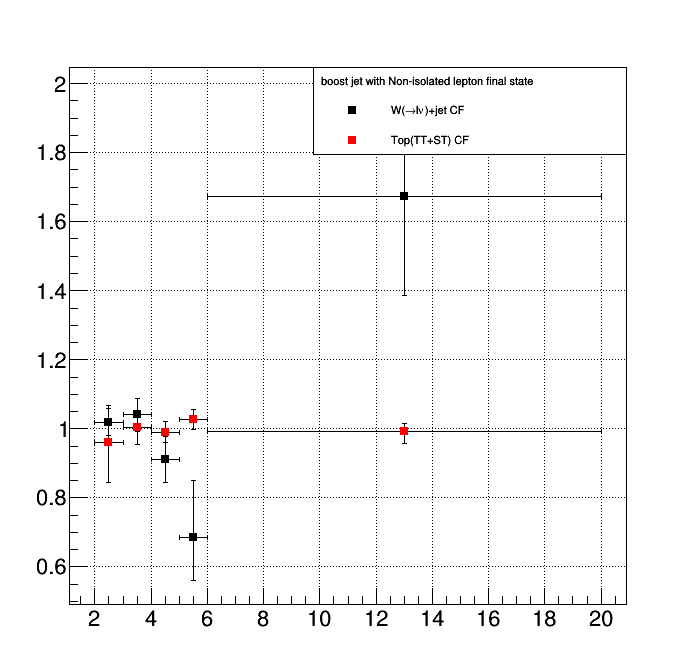 boost jet with Non-isolated lepton final state
W(→lν)+jet CF
Top(TT+ST) CF
2
1.8
1.6
1.4
1.2
1
0.8
0.6
2 4 6 8 10 12 14 16 18 20